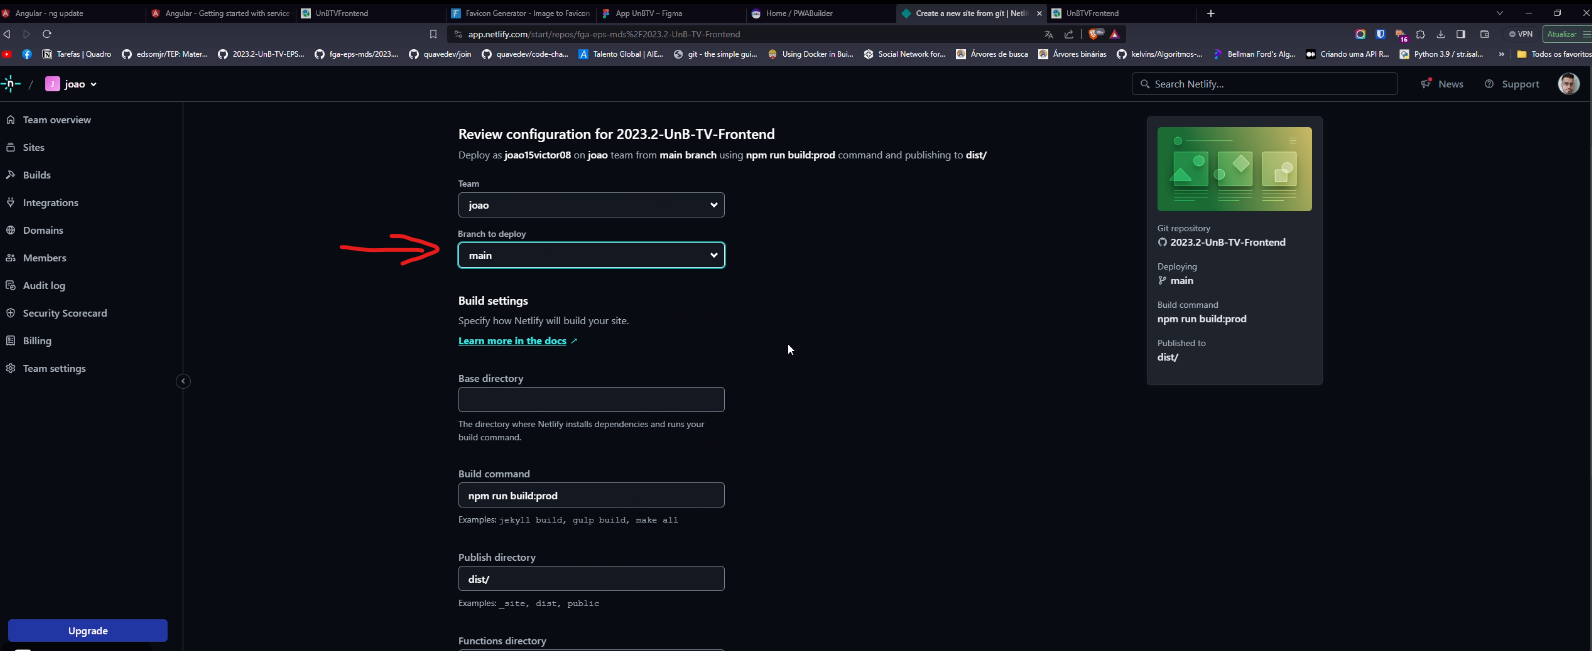 Angular - ng update
Angular - Getting started with service
UnBTVFrontend
Favicon Generator - Image to Favicon
App UnBTV – Figma
Home / PWABuilder
Create a new site from git | Netli
UnBTVFrontend
app.netlify.com/start/repos/fga-eps-mds%2F2023.2-UnB-TV-Frontend
16
VPN
Atualizar
Tarefas | Quadro
edsomjr/TEP: Mater...
2023.2-UnB-TV-EPS...
fga-eps-mds/2023....
quavedev/join
quavedev/code-cha...
Talento Global | AIE...
git - the simple gui...
Using Docker in Bui...
Social Network for...
Árvores de busca
Árvores binárias
kelvins/Algoritmos-...
Bellman Ford's Alg...
Criando uma API R...
Python 3.9 / str.isal...
»
Todos os favoritos
/ J joao
Search Netlify...
News
Support
Team overview
Sites
Builds
Integrations
Domains
Members
Audit log
Security Scorecard
Billing
Team settings
Upgrade
Review configuration for 2023.2-UnB-TV-Frontend
Deploy as joao15victor08 on joao team from main branch using npm run build:prod command and publishing to dist/
Team
joao
Branch to deploy
main
Build settings
Specify how Netlify will build your site.
Learn more in the docs ↗
Base directory
The directory where Netlify installs dependencies and runs your
build command.
Build command
npm run build:prod
Examples: jekyll build, gulp build, make all
Publish directory
dist/
Examples: _site, dist, public
Functions directory
Git repository
2023.2-UnB-TV-Frontend
Deploying
main
Build command
npm run build:prod
Published to
dist/